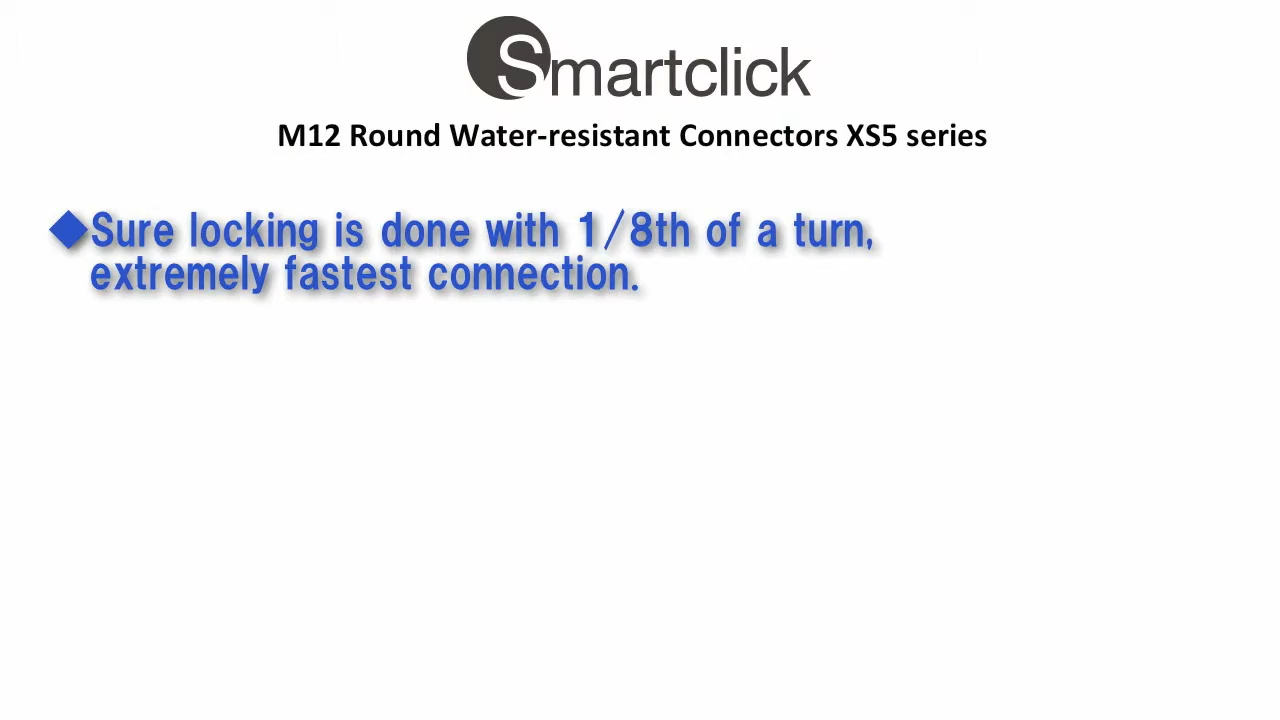 Smartclick
M12 Round Water-resistant Connectors XS5 series
◆Sure locking is done with 1/8th of a turn,
extremely fastest connection.